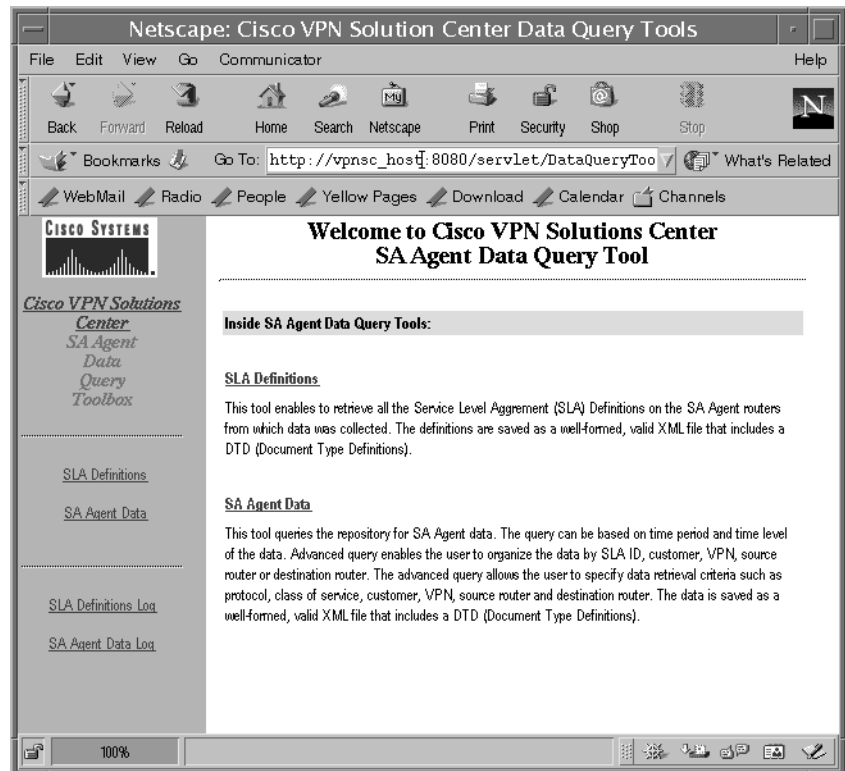 Netscape: Cisco VPN Solution Center Data Query Tools
File Edit View Go Communicator Help
Back Forward Reload Home Search Netscape Print Security Shop Stop
My
N
Bookmarks Go To: http://vpnsc_host:8080/servlet/DataQueryToo What's Related
WebMail Radio People Yellow Pages Download Calendar Channels
CISCO SYSTEMS
Cisco VPN Solutions
Center
SA Agent
Data
Query
Toolbox
SLA Definitions
SA Agent Data
SLA Definitions Log
SA Agent Data Log
Welcome to Cisco VPN Solutions Center
SA Agent Data Query Tool
Inside SA Agent Data Query Tools:
SLA Definitions
This tool enables to retrieve all the Service Level Aggrement (SLA) Definitions on the SA Agent routers
from which data was collected. The definitions are saved as a well-formed, valid XML file that includes a
DTD (Document Type Definitions).
SA Agent Data
This tool queries the repository for SA Agent data. The query can be based on time period and time level
of the data. Advanced query enables the user to organize the data by SLA ID, customer, VPN, source
router or destination router. The advanced query allows the user to specify data retrieval criteria such as
protocol, class of service, customer, VPN, source router and destination router. The data is saved as a
well-formed, valid XML file that includes a DTD (Document Type Definitions).
100%